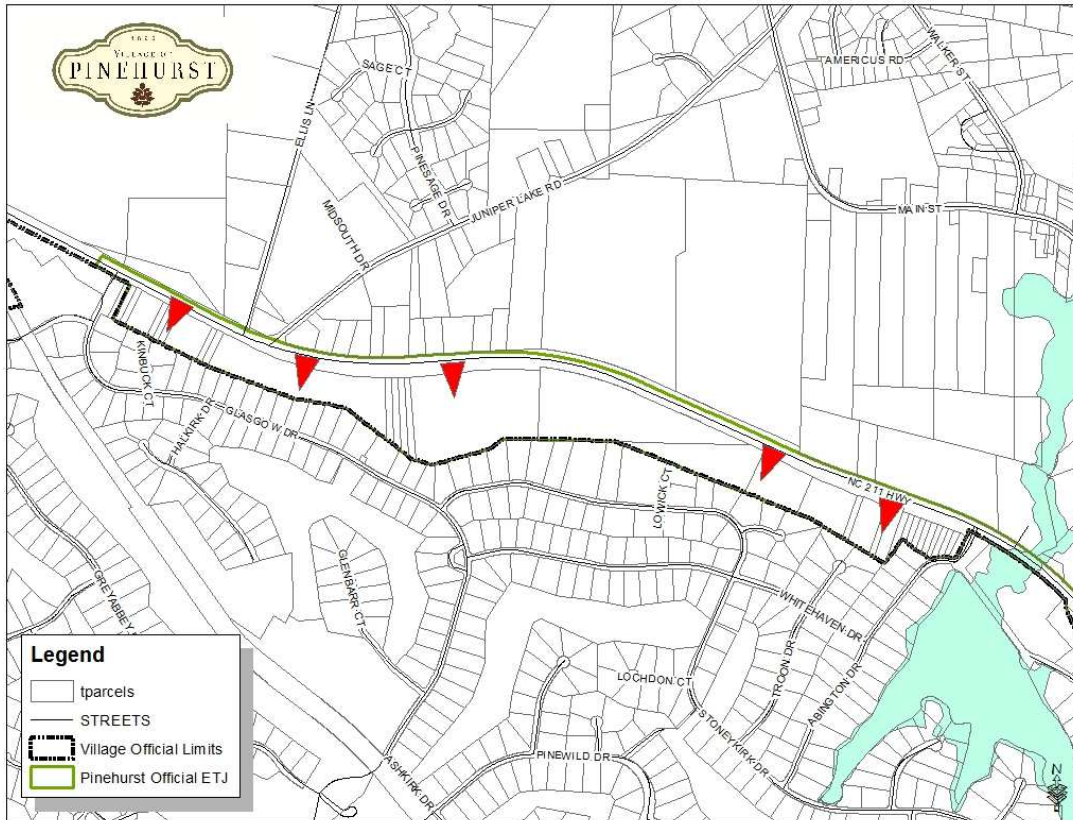 1895
VILLAGE OF
PINEHURST
SAGE CT
ELLIS LN
PINESAGE DR
MIDSOUTH DR
JUNIPER LAKE RD
TAMERICUS RD
WALKER ST
MAIN ST
KINBUCK CT
HALKIRK DR
GLASGOW DR
LOWICK CT
NC 211 HWY
GLENBARR CT
WHITEHAVEN DR
TROON DR
ABINGTON DR
LOCHDON CT
STONEYKIRK DR
PINEWILD DR
ASHKIRK DR
Legend
tparcels
STREETS
Village Official Limits
Pinehurst Official ETJ
N